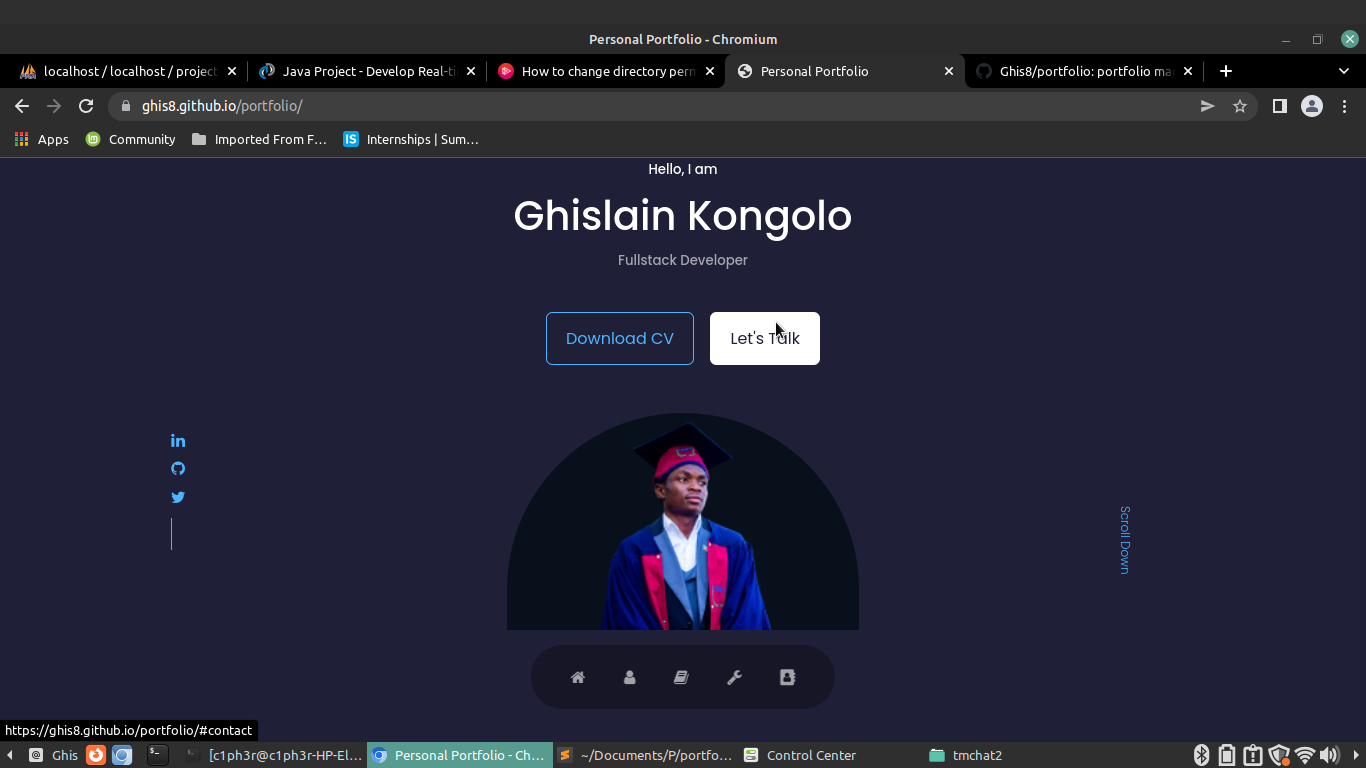 Personal Portfolio - Chromium
localhost / localhost / project
Java Project - Develop Real-ti
How to change directory perm
Personal Portfolio
Ghis8/portfolio: portfolio ma
ghis8.github.io/portfolio/
Apps
Community
Imported From F...
IS
Internships | Sum...
Hello, I am
Ghislain Kongolo
Fullstack Developer
Download CV
Let's Talk
in
Scroll Down
https://ghis8.github.io/portfolio/#contact
Ghis
[c1ph3r@c1ph3r-HP-El...
Personal Portfolio - Ch...
~/Documents/P/portfo...
Control Center
tmchat2